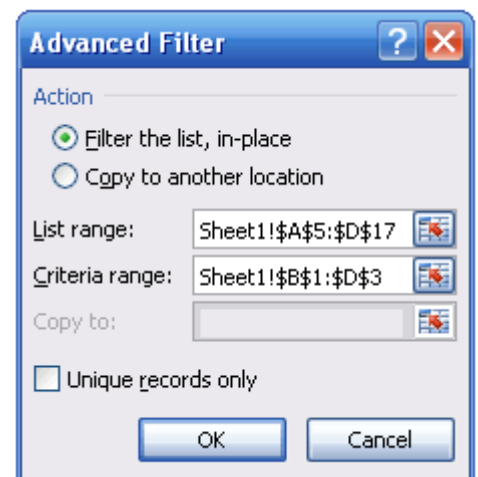 Advanced Filter
Action
Filter the list, in-place
Copy to another location
List range: Sheet1!$A$5:$D$17
Criteria range: Sheet1!$B$1:$D$3
Copy to:
Unique records only
OK Cancel